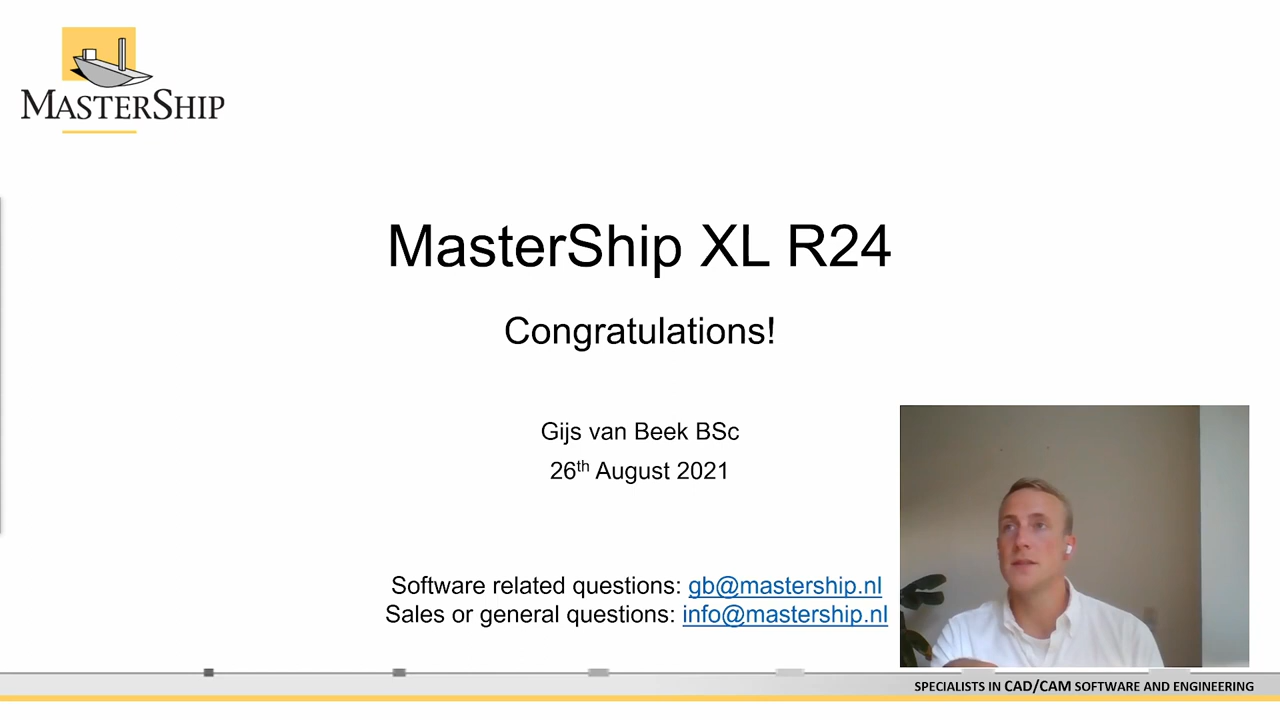 MASTERSHIP
MasterShip XL R24
Congratulations!
Gijs van Beek BSc
26th August 2021
Software related questions: gb@mastership.nl
Sales or general questions: info@mastership.nl
SPECIALISTS IN CAD/CAM SOFTWARE AND ENGINEERING